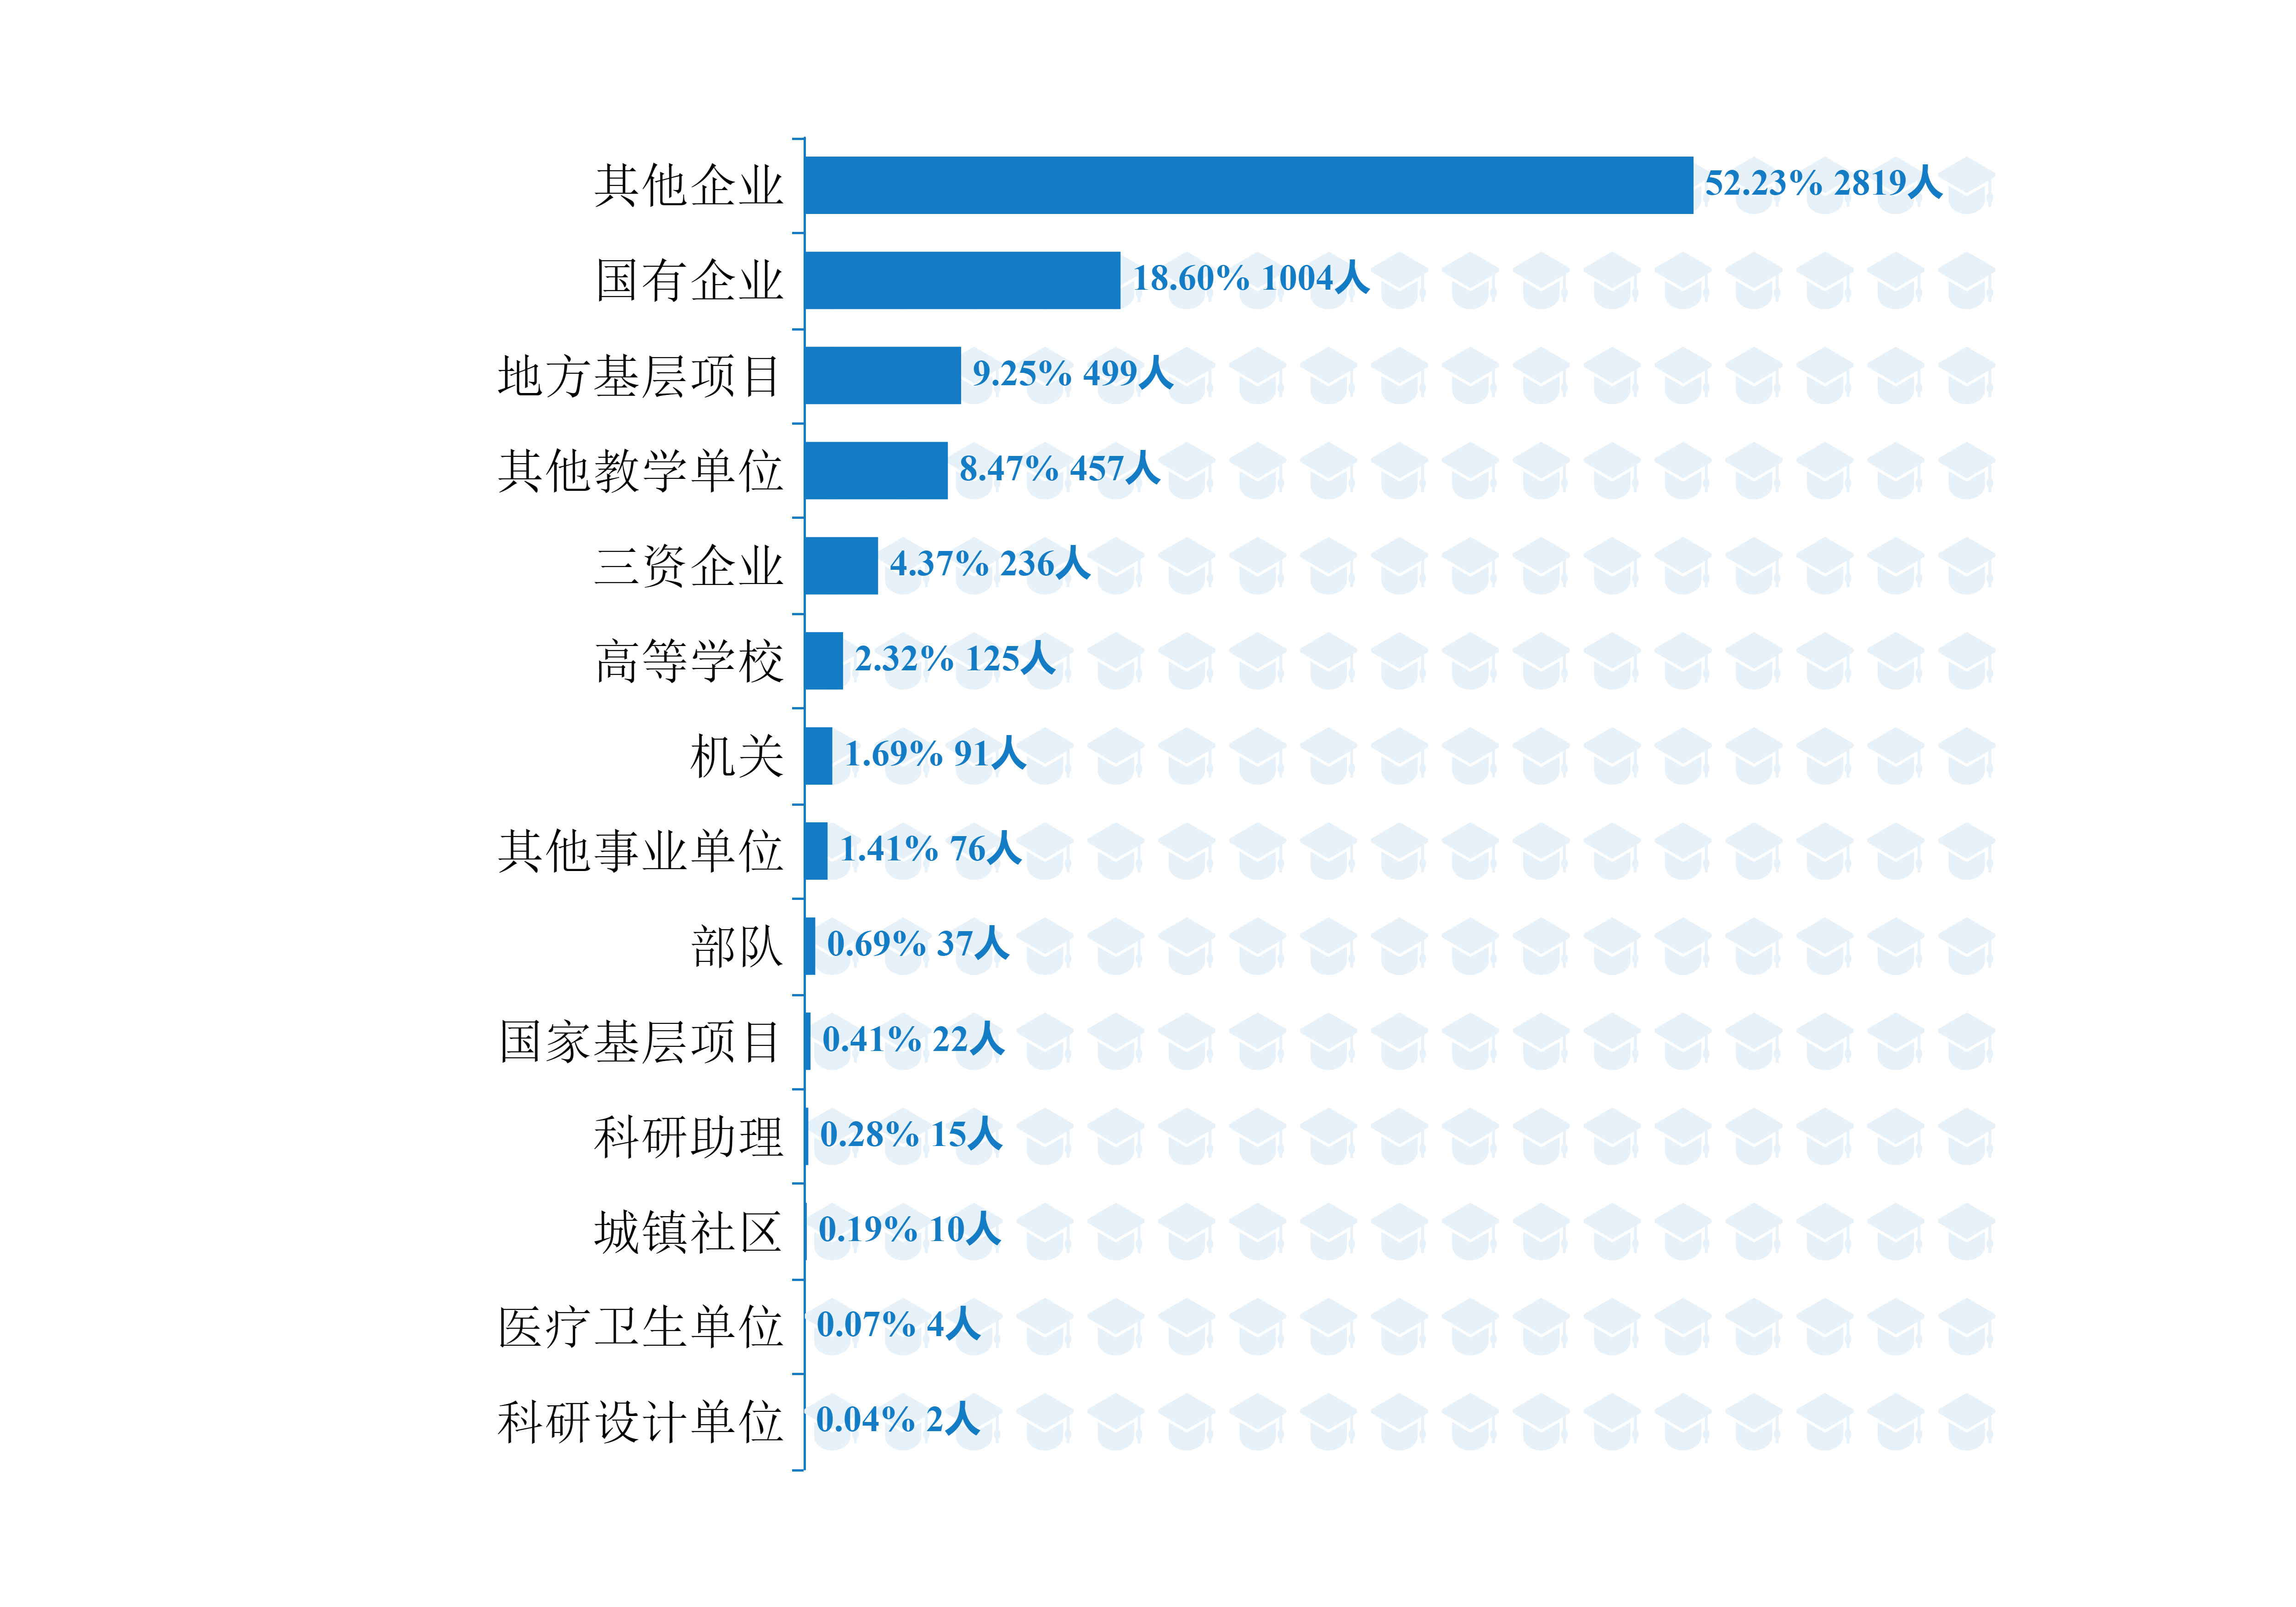 其他企业 52.23% 2819人
国有企业 18.60% 1004人
地方基层项目 9.25% 499人
其他教学单位 8.47% 457人
三资企业 4.37% 236人
高等学校 2.32% 125人
机关 1.69% 91人
其他事业单位 1.41% 76人
部队 0.69% 37人
国家基层项目 0.41% 22人
科研助理 0.28% 15人
城镇社区 0.19% 10人
医疗卫生单位 0.07% 4人
科研设计单位 0.04% 2人